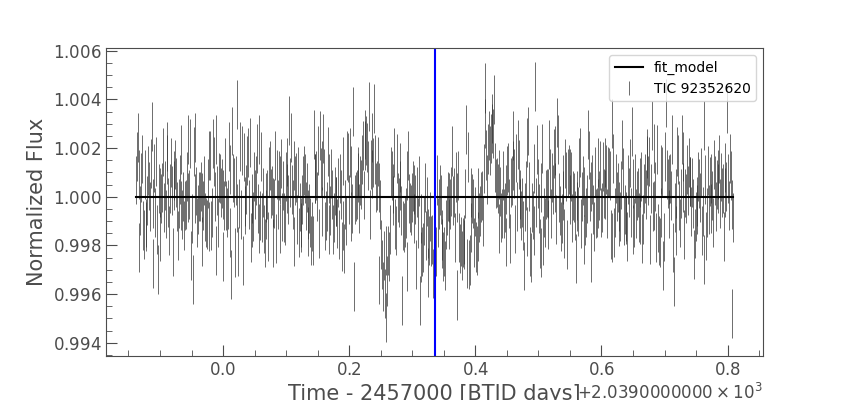 1.006
1.004
1.002
1.000
0.998
0.996
0.994
Normalized Flux
fit_model
TIC 92352620
0.0 0.2 0.4 0.6 0.8
Time - 2457000 [BTJD days]
+2.0390000000 × 10³